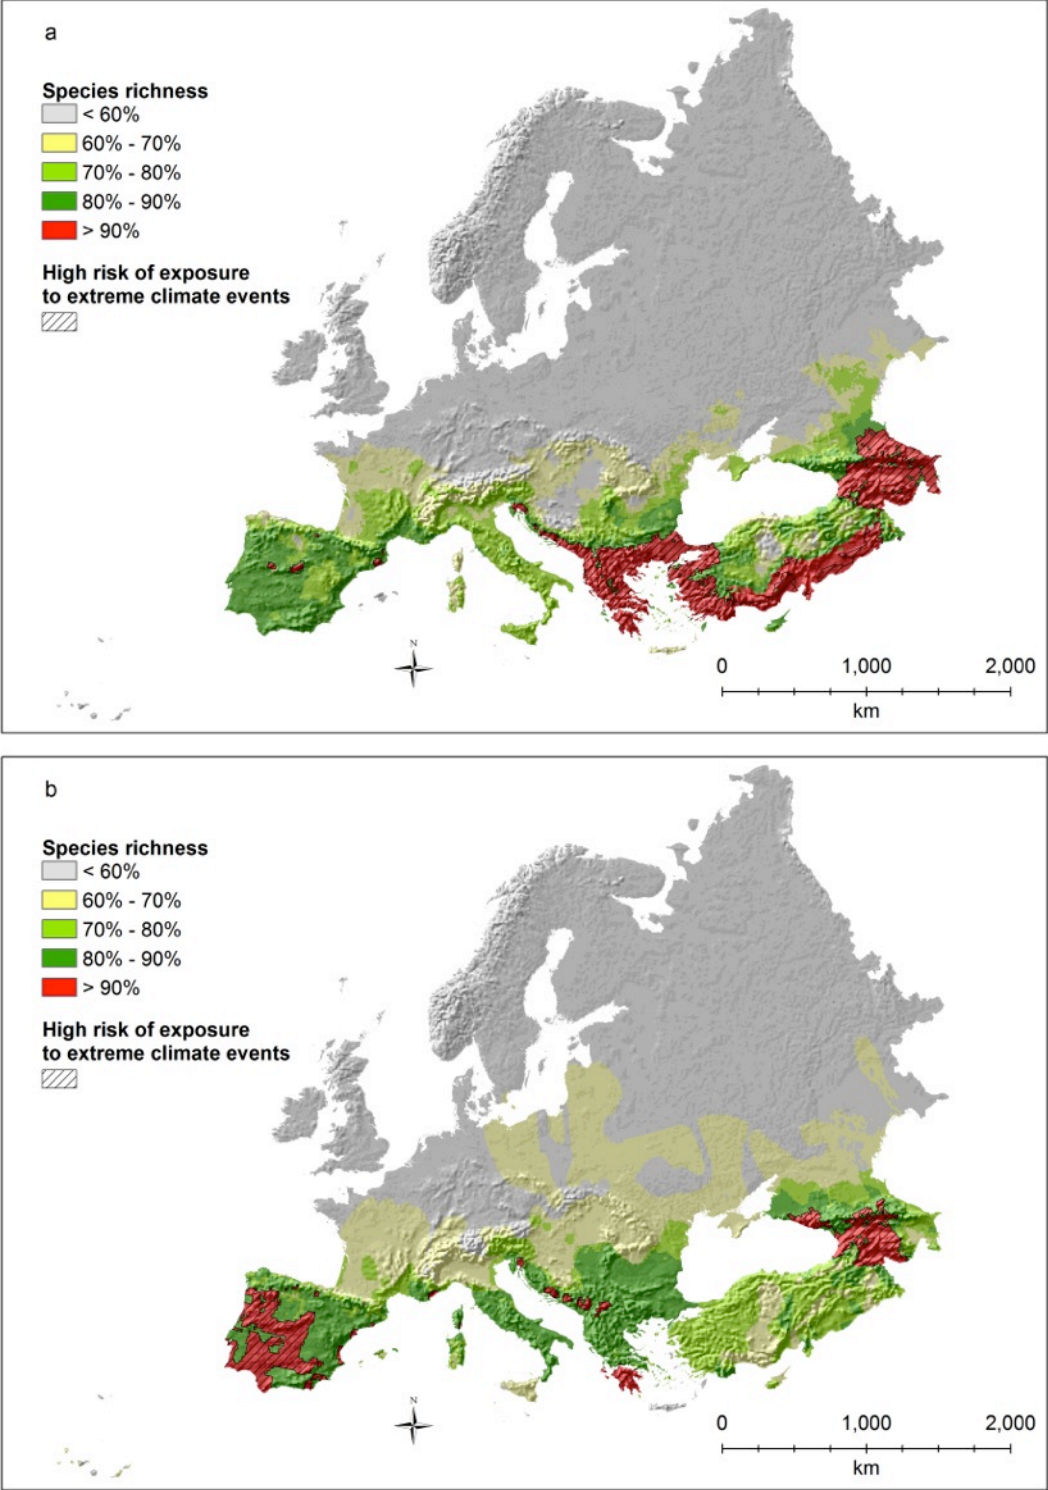 a
Species richness
< 60%
60% - 70%
70% - 80%
80% - 90%
> 90%
High risk of exposure
to extreme climate events
N
0 1,000 2,000
km
b
Species richness
< 60%
60% - 70%
70% - 80%
80% - 90%
> 90%
High risk of exposure
to extreme climate events
N
0 1,000 2,000
km